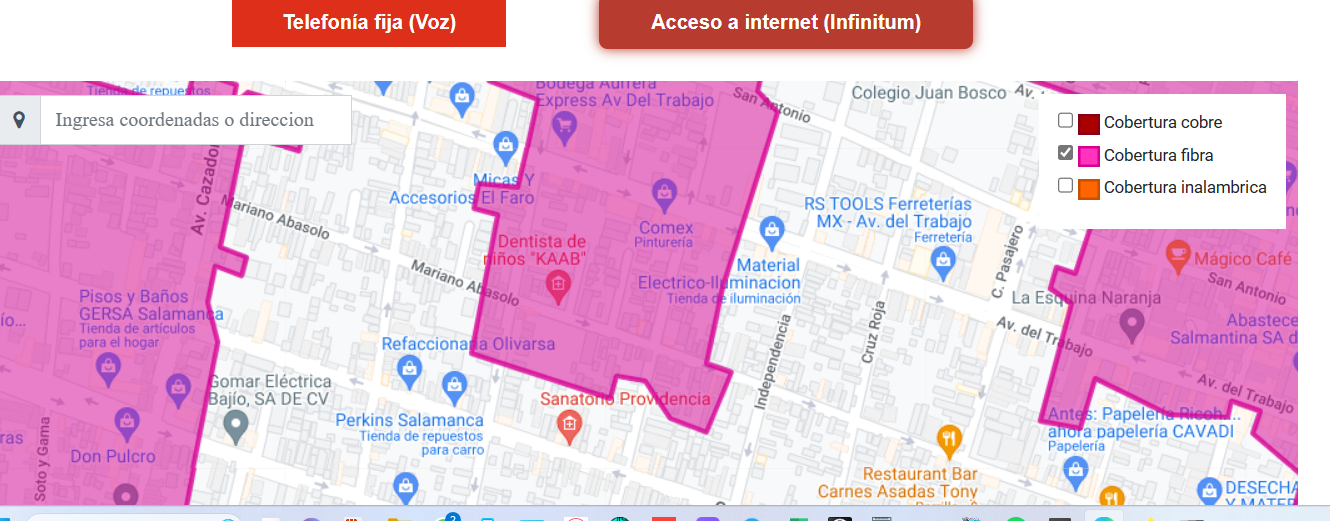 Telefonía fija (Voz)
Acceso a internet (Infinitum)
Tienda de repuestos
Ingresa coordenadas o direccion
Bodega Aurrera
Express Av Del Trabajo
San Antonio
Colegio Juan Bosco
Av.
Cobertura cobre
Cobertura fibra
Cobertura inalambrica
Av. Cazador
Micas Y
Accesorios El Faro
Mariano Abasolo
RS TOOLS Ferreterías
MX - Av. del Trabajo
Ferretería
Comex
Pinturería
Dentista de
niños "KAAB"
Mariano Abasolo
Material
Electrico-Iluminacion
Tienda de iluminación
C. Pasajero
Mágico Café
San Antonio
La Esquina Naranja
Pisos y Baños
GERSA Salamanca
Tienda de artículos
para el hogar
ío...
Av. del Trabajo
Abastece
Salmantina SA d
Refaccionaria Olivarsa
Cruz Roja
Independencia
Gomar Eléctrica
Bajío, SA DE CV
Sanatorio Providencia
Av. del Trabajo
Perkins Salamanca
Tienda de repuestos
para carro
Antes: Papelería Ricoh...
ahora papelería CAVADI
Papelería
ras
Don Pulcro
Soto y Gama
Restaurant Bar
Carnes Asadas Tony
DESECHA
Y MATER
2